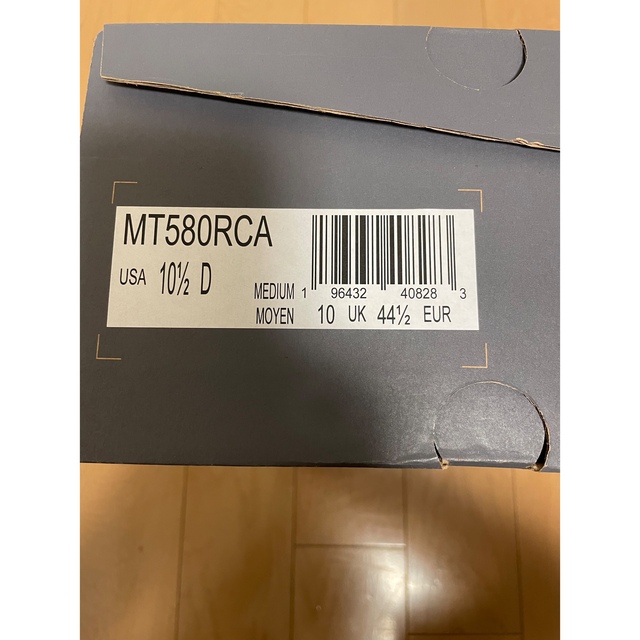 MT580RCA
USA 10½ D
MEDIUM 1 96432 40828 3
MOYEN 10 UK 44½ EUR